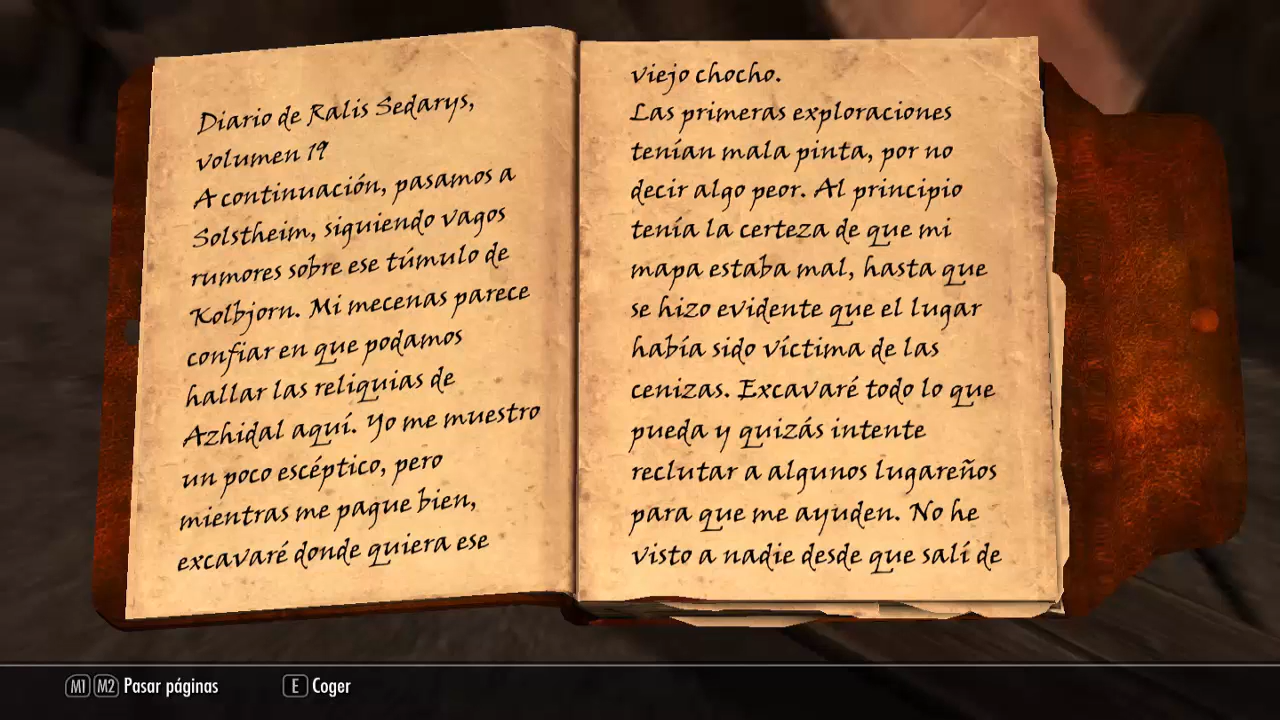 Diario de Ralis Sedarys,
volumen 19
A continuación, pasamos a
Solstheim, siguiendo vagos
rumores sobre ese túmulo de
Kolbjorn. Mi mecenas parece
confiar en que podamos
hallar las reliquias de
Azhidal aquí. Yo me muestro
un poco escéptico, pero
mientras me pague bien,
excavaré donde quiera ese
viejo chocho.
Las primeras exploraciones
tenían mala pinta, por no
decir algo peor. Al principio
tenía la certeza de que mi
mapa estaba mal, hasta que
se hizo evidente que el lugar
había sido víctima de las
cenizas. Excavaré todo lo que
pueda y quizás intente
reclutar a algunos lugareños
para que me ayuden. No he
visto a nadie desde que salí de
M1 M2 Pasar páginas
E Coger